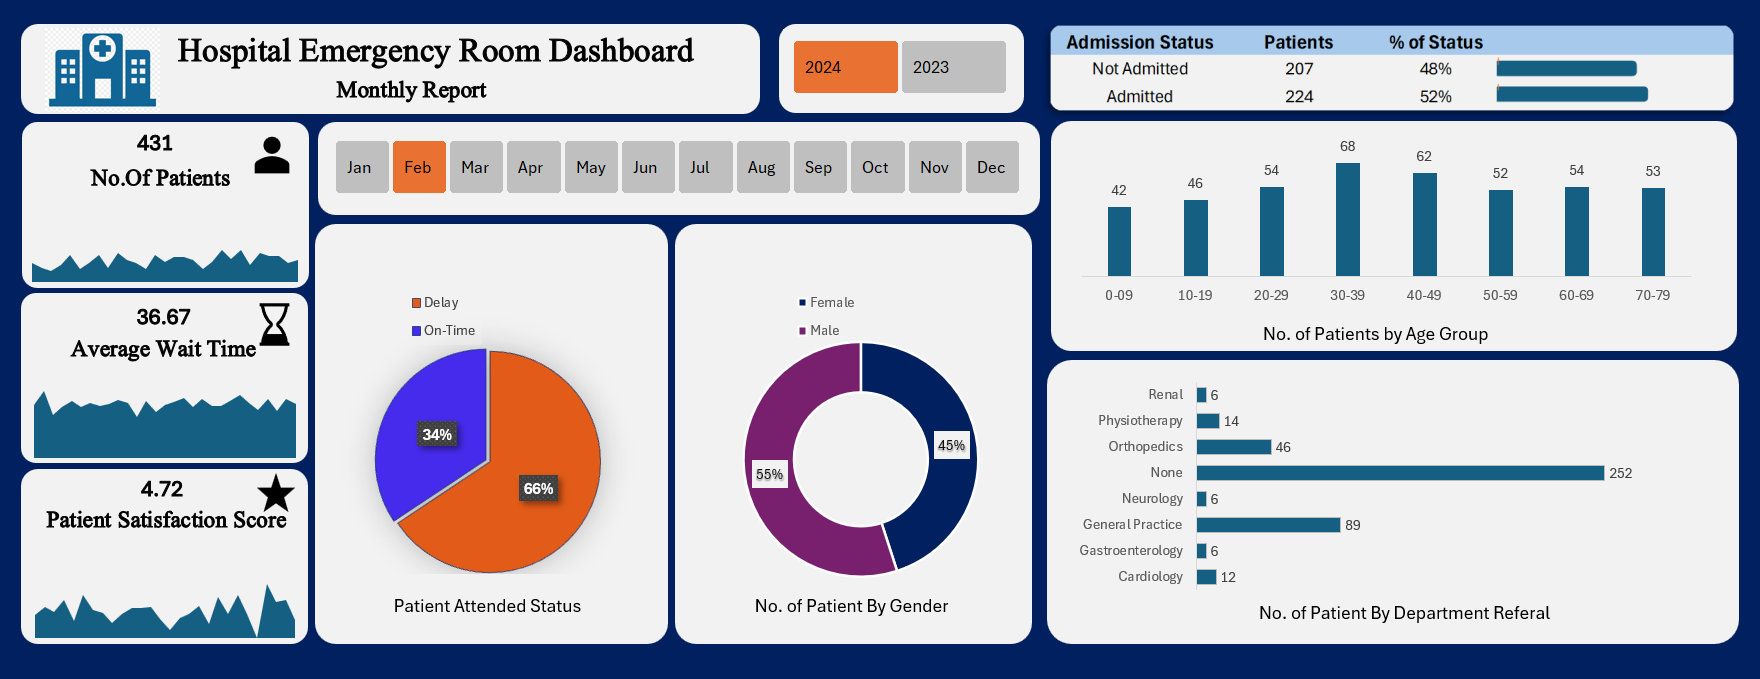 Hospital Emergency Room Dashboard
Monthly Report
2024
2023
Admission Status Patients % of Status
Not Admitted 207 48%
Admitted 224 52%
431
No.Of Patients
Jan Feb Mar Apr May Jun Jul Aug Sep Oct Nov Dec
36.67
Average Wait Time
4.72
Patient Satisfaction Score
Delay
On-Time
34%
66%
Patient Attended Status
Female
Male
45%
55%
No. of Patient By Gender
42 46 54 68 62 52 54 53
0-09 10-19 20-29 30-39 40-49 50-59 60-69 70-79
No. of Patients by Age Group
Renal 6
Physiotherapy 14
Orthopedics 46
None 252
Neurology 6
General Practice 89
Gastroenterology 6
Cardiology 12
No. of Patient By Department Referal